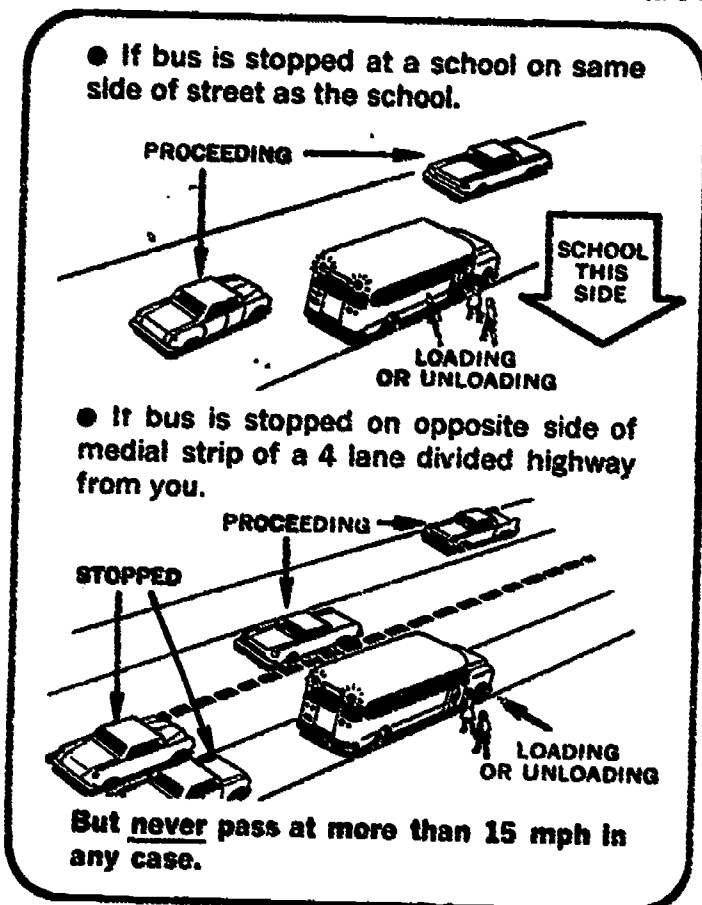 ● If bus is stopped at a school on same
side of street as the school.
PROCEEDING
SCHOOL
THIS
SIDE
LOADING
OR UNLOADING
● If bus is stopped on opposite side of
medial strip of a 4 lane divided highway
from you.
PROCEEDING
STOPPED
LOADING
OR UNLOADING
But never pass at more than 15 mph in
any case.